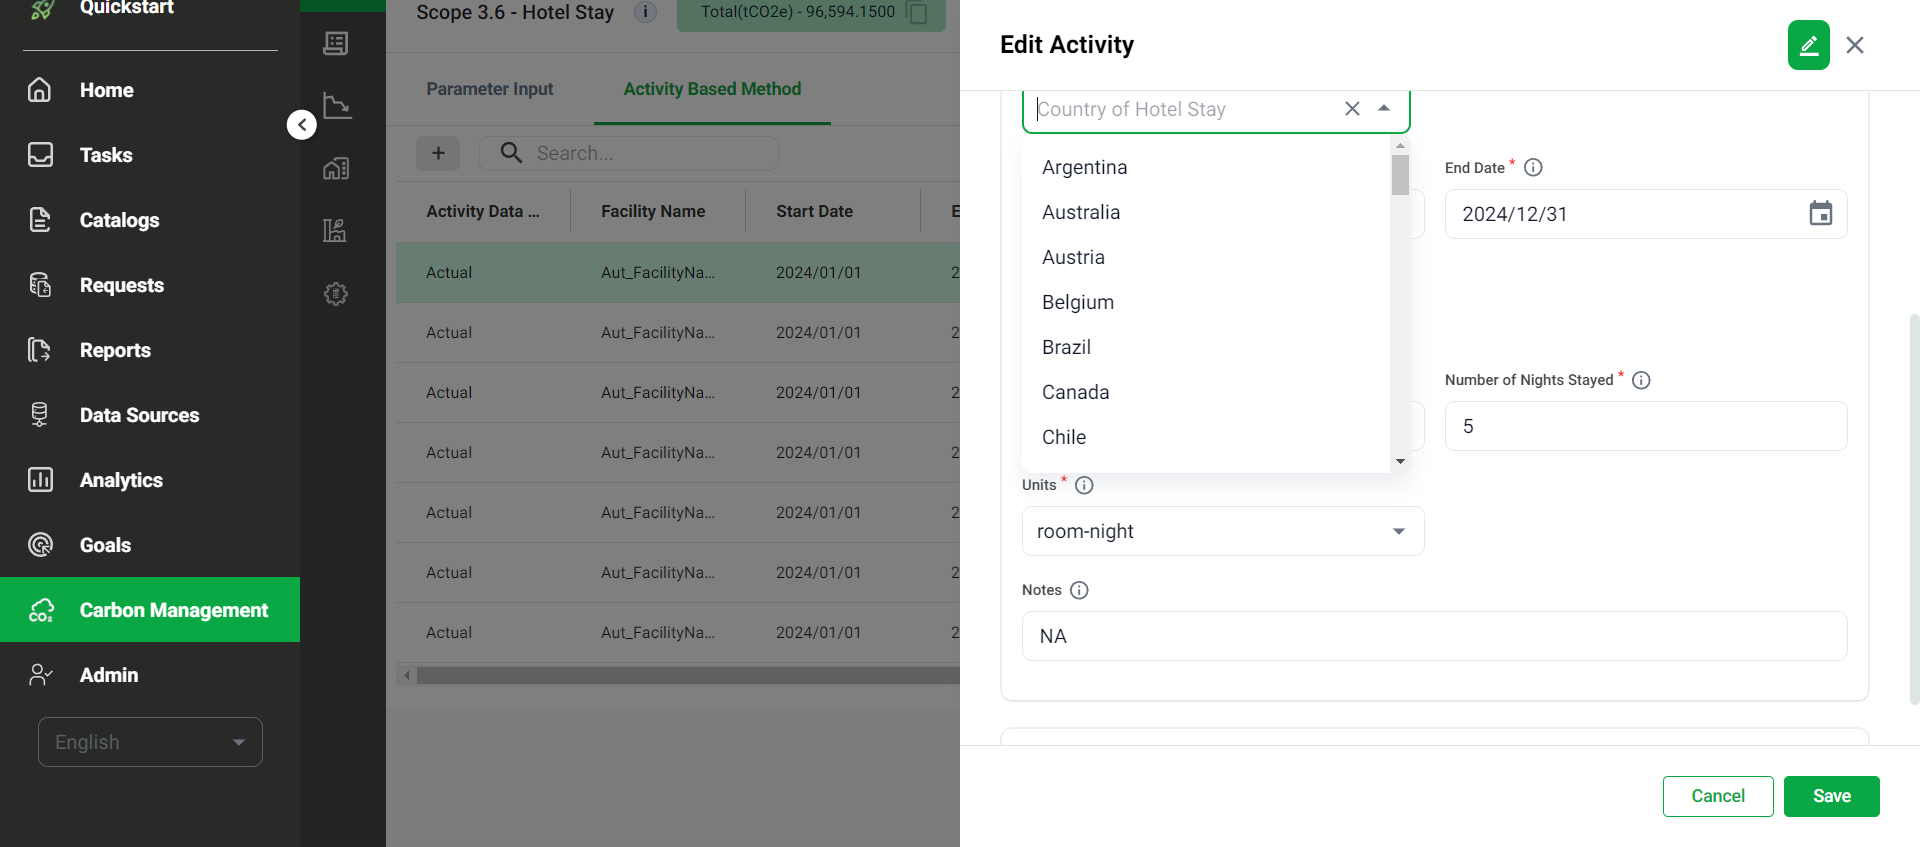 Quickstart
Home
Tasks
Catalogs
Requests
Reports
Data Sources
Analytics
Goals
CO₂ Carbon Management
Admin
English
Scope 3.6 - Hotel Stay
Total(tCO2e) - 96,594.1500
Parameter Input
Activity Based Method
Search...
Activity Data ... Facility Name Start Date E
Actual Aut_FacilityNa... 2024/01/01 2
Actual Aut_FacilityNa... 2024/01/01 2
Actual Aut_FacilityNa... 2024/01/01 2
Actual Aut_FacilityNa... 2024/01/01 2
Actual Aut_FacilityNa... 2024/01/01 2
Actual Aut_FacilityNa... 2024/01/01 2
Actual Aut_FacilityNa... 2024/01/01 2
Edit Activity
Country of Hotel Stay
Argentina
Australia
Austria
Belgium
Brazil
Canada
Chile
End Date *
2024/12/31
Number of Nights Stayed *
5
Units *
room-night
Notes
NA
Cancel
Save